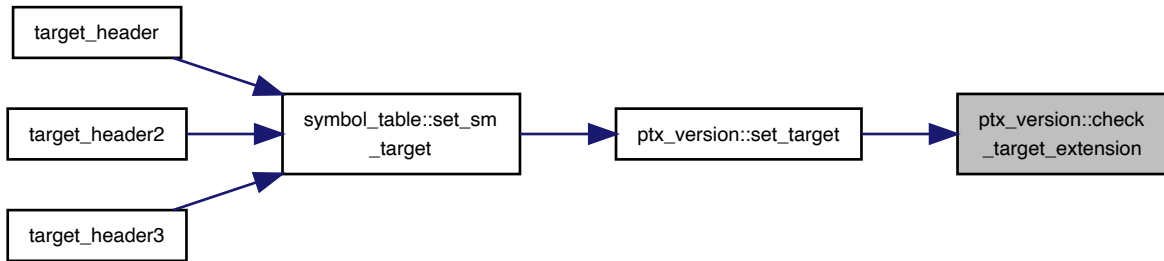 target_header
target_header2
target_header3
symbol_table::set_sm
_target
ptx_version::set_target
ptx_version::check
_target_extension